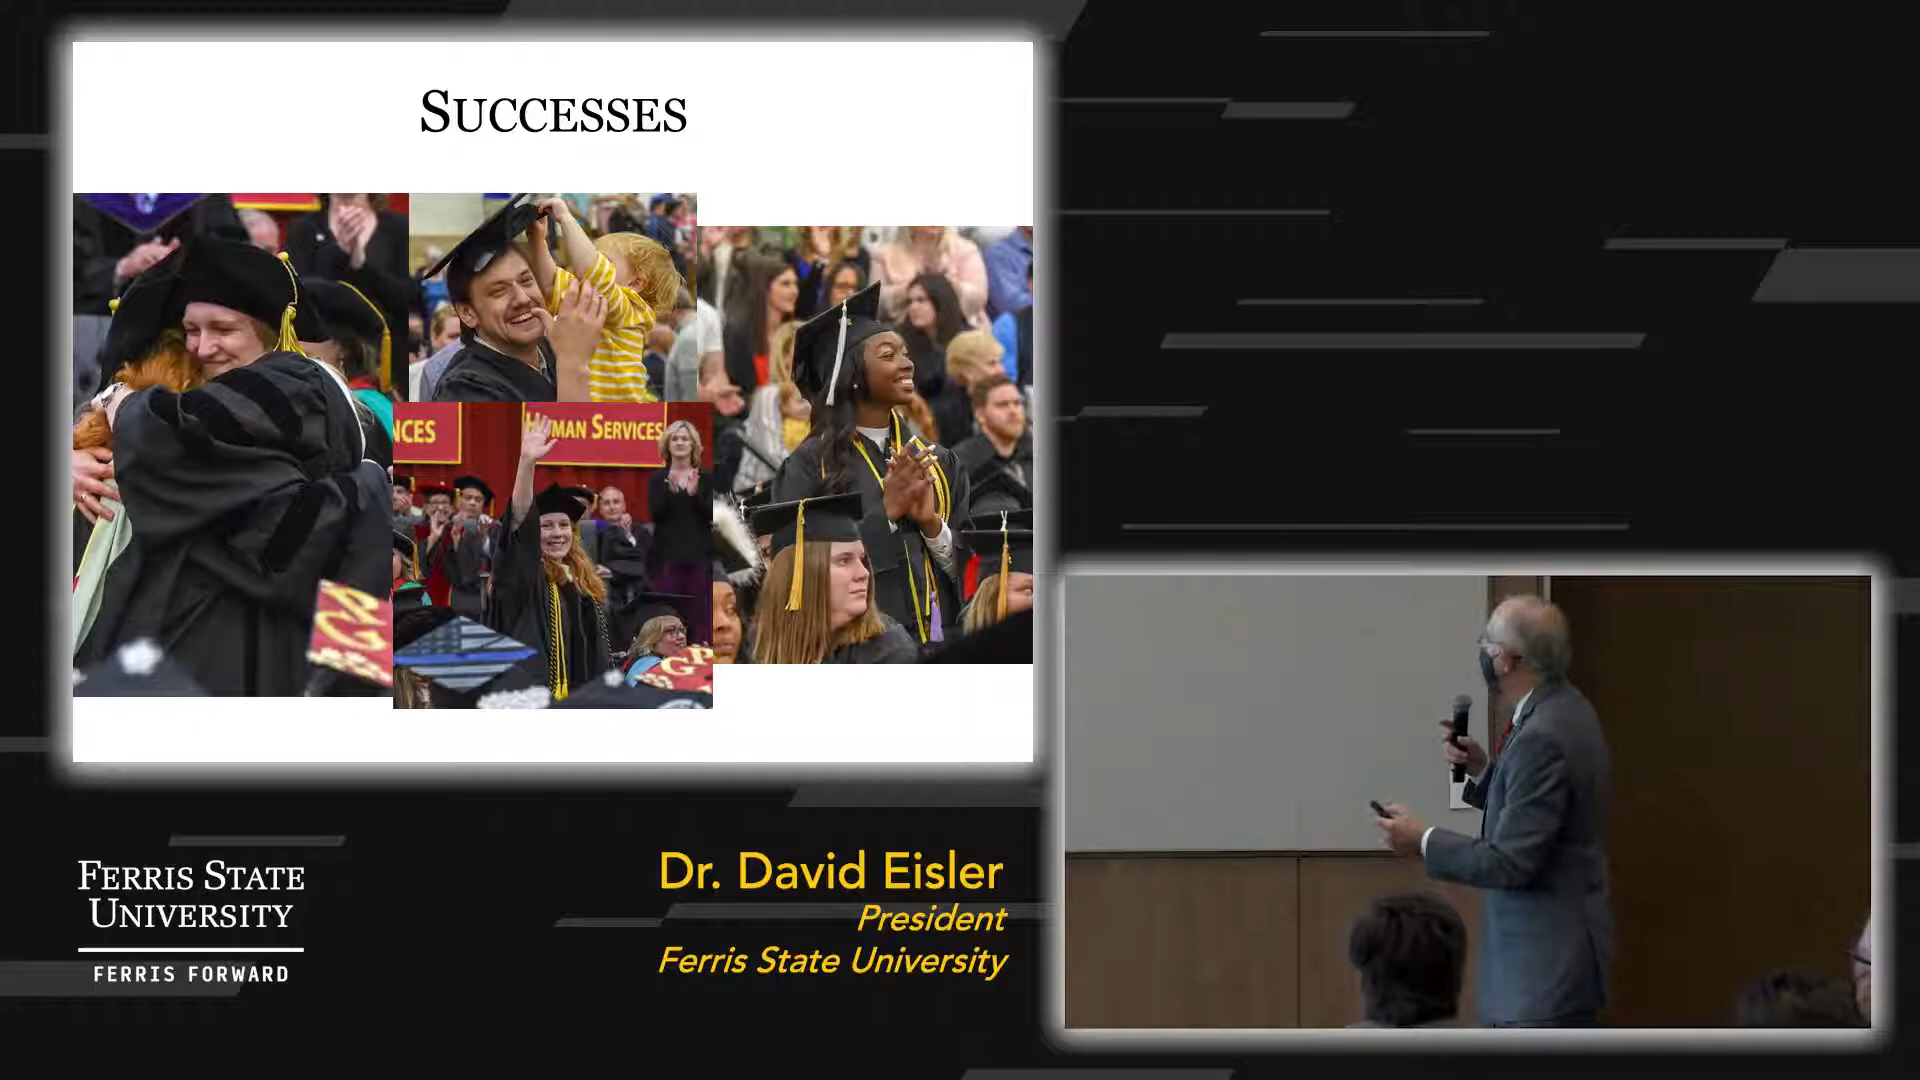 SUCCESSES
NCES
HUMAN SERVICES
FERRIS STATE
UNIVERSITY
FERRIS FORWARD
Dr. David Eisler
President
Ferris State University